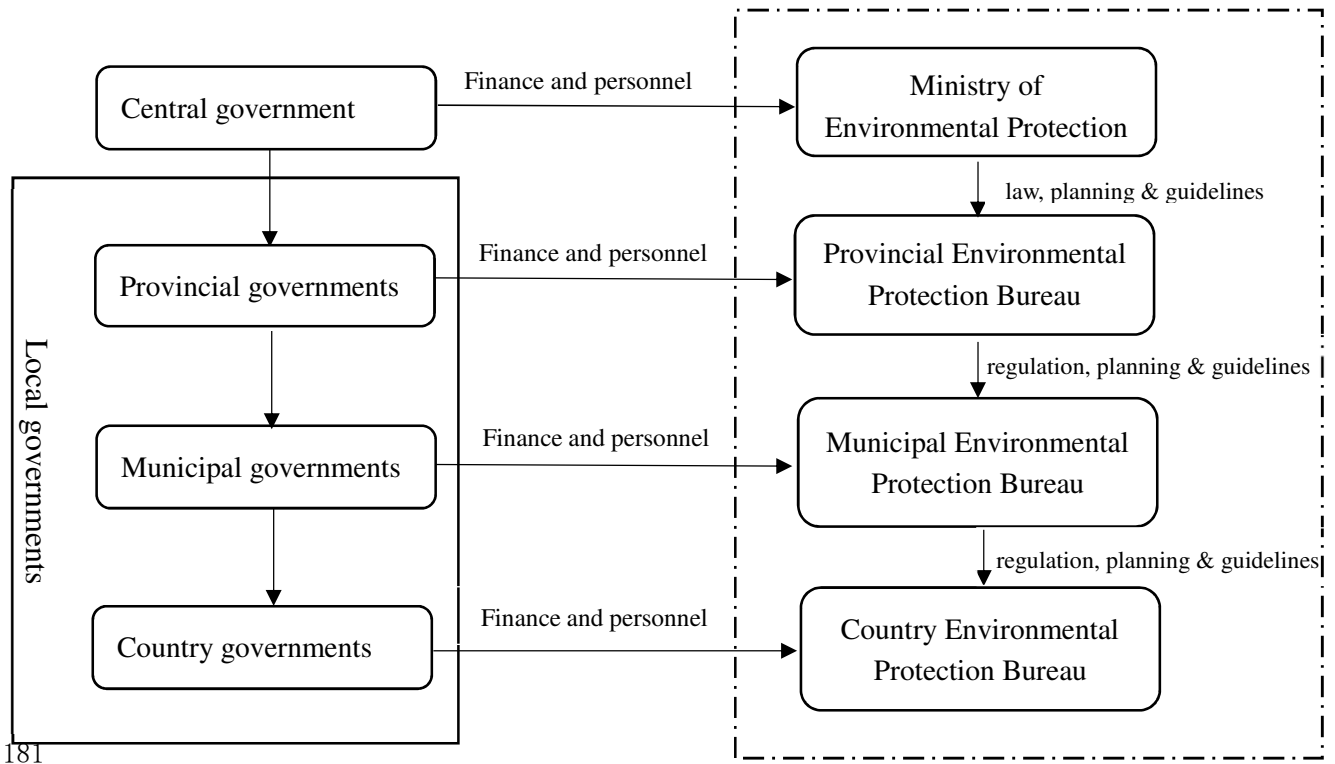 Central government
Finance and personnel
Ministry of
Environmental Protection
law, planning & guidelines
Provincial governments
Finance and personnel
Provincial Environmental
Protection Bureau
regulation, planning & guidelines
Local governments
Municipal governments
Finance and personnel
Municipal Environmental
Protection Bureau
regulation, planning & guidelines
Country governments
Finance and personnel
Country Environmental
Protection Bureau
181